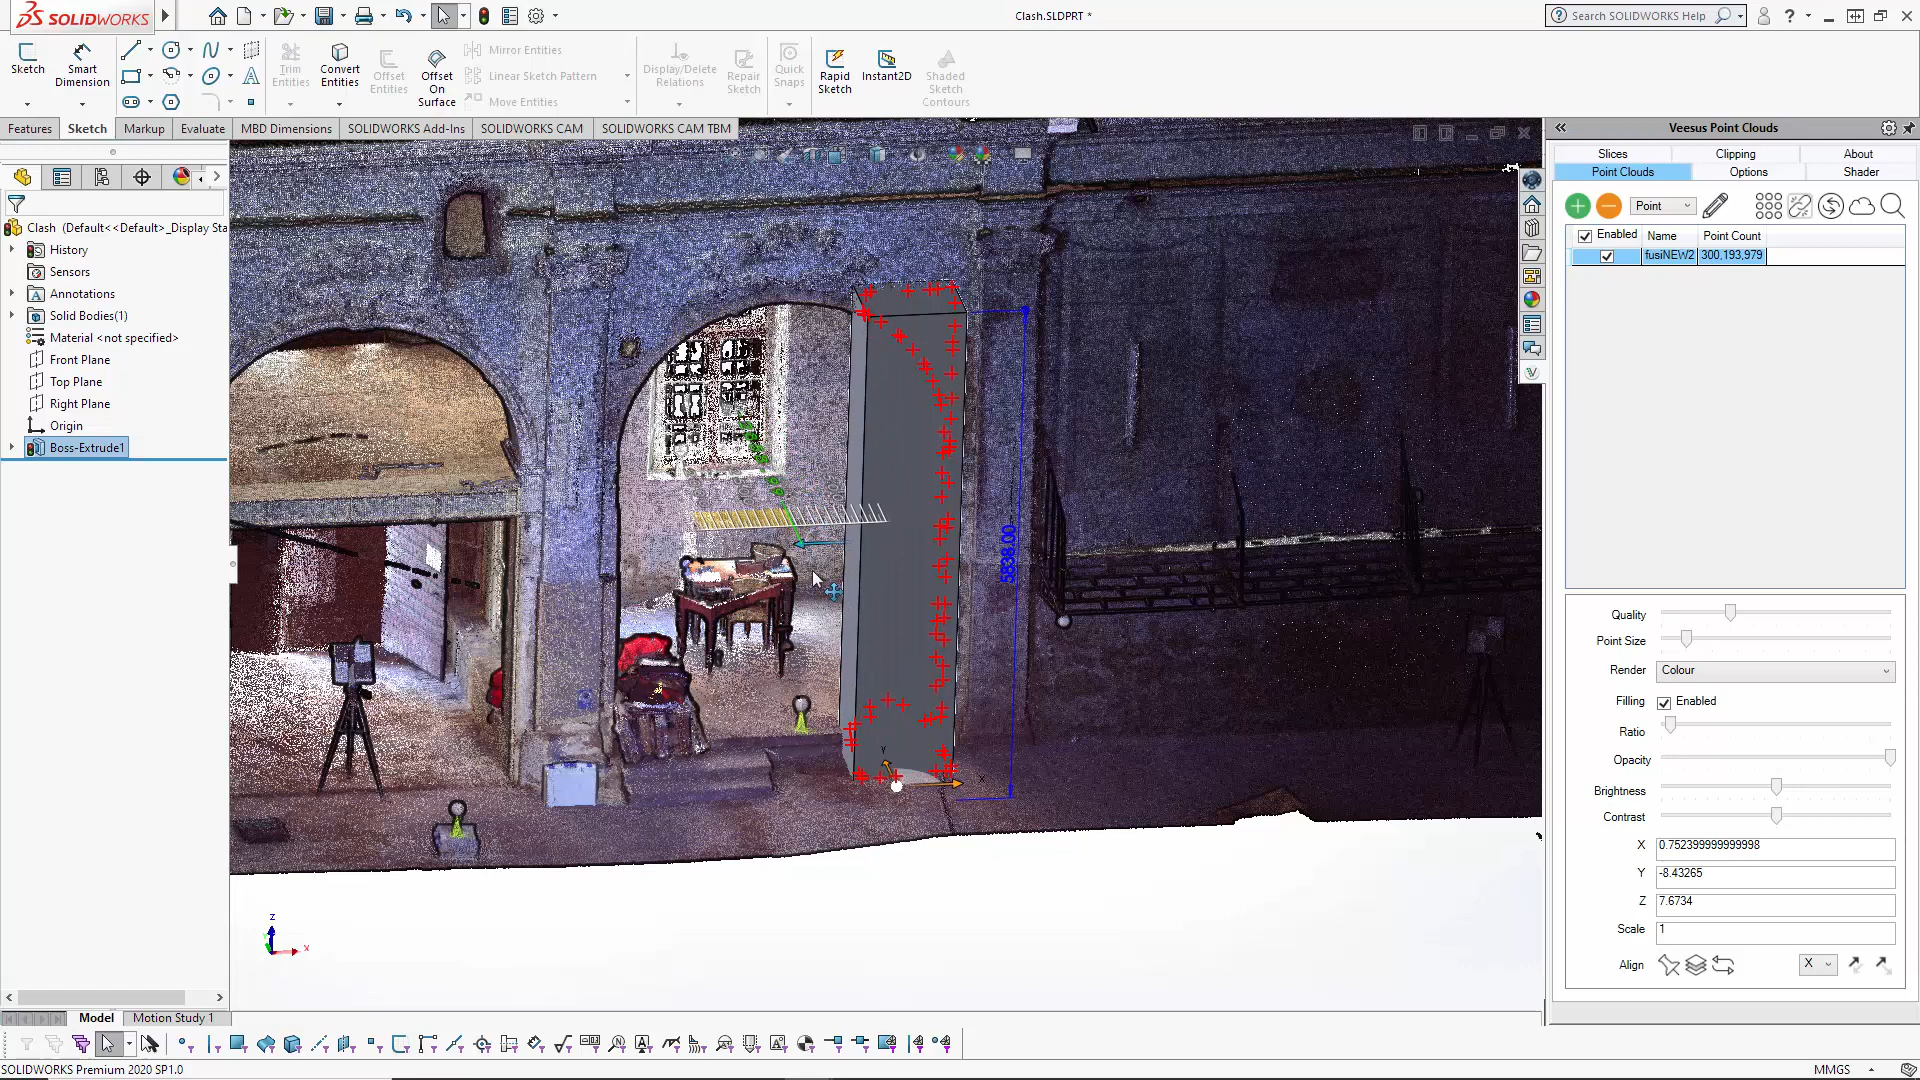 SOLIDWORKS
Clash.SLDPRT *
Search SOLIDWORKS Help
Sketch
Smart Dimension
Trim Entities
Convert Entities
Offset Entities
Offset On Surface
Mirror Entities
Linear Sketch Pattern
Move Entities
Display/Delete Relations
Repair Sketch
Quick Snaps
Rapid Sketch
Instant2D
Shaded Sketch Contours
Features
Sketch
Markup
Evaluate
MBD Dimensions
SOLIDWORKS Add-Ins
SOLIDWORKS CAM
SOLIDWORKS CAM TBM
Clash (Default<<Default>_Display Sta
History
Sensors
Annotations
Solid Bodies(1)
Material <not specified>
Front Plane
Top Plane
Right Plane
Origin
Boss-Extrude1
5838.00
Y
X
Z
X
Veesus Point Clouds
Slices
Clipping
About
Point Clouds
Options
Shader
Point
Enabled
Name
Point Count
fusiNEW2
300,193,979
Quality
Point Size
Render
Colour
Filling
Enabled
Ratio
Opacity
Brightness
Contrast
X
0.752399999999998
Y
-8.43265
Z
7.6734
Scale
1
Align
X
Model
Motion Study 1
SOLIDWORKS Premium 2020 SP1.0
MMGS